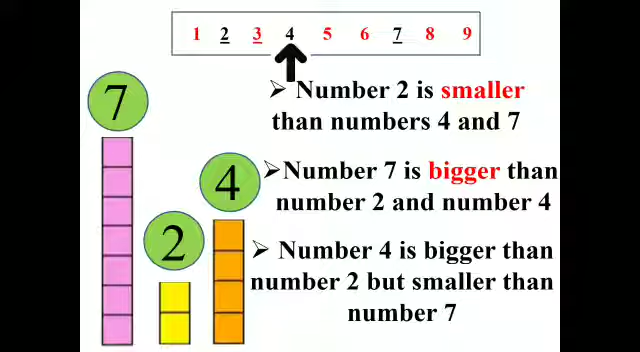 1 2 3 4 5 6 7 8 9
7
2
4
➢ Number 2 is smaller
than numbers 4 and 7
➢Number 7 is bigger than
number 2 and number 4
➢ Number 4 is bigger than
number 2 but smaller than
number 7